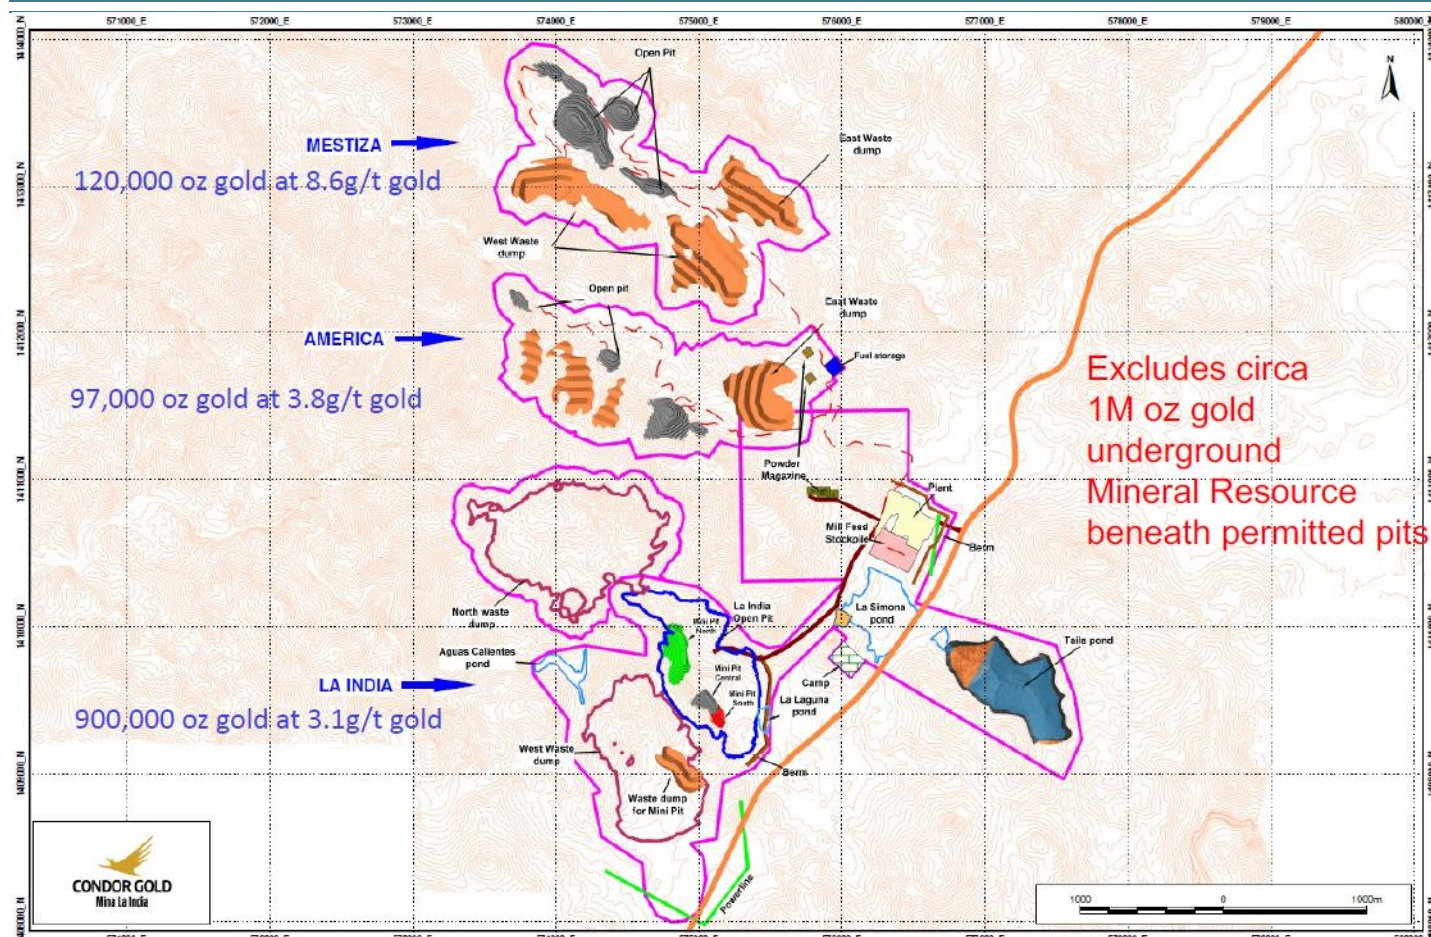 571000_E
572000_E
573000_E
574000_E
575000_E
576000_E
577000_E
578000_E
579000_E
1414000_N
Open Pit
N
MESTIZA
East Waste
dump
120,000 oz gold at 8.6g/t gold
1413000_N
West Waste
dump
Open pit
East Waste
dump
1412000_N
AMERICA
Fuel storage
Excludes circa
1M oz gold
underground
Mineral Resource
beneath permitted pits
97,000 oz gold at 3.8g/t gold
Powder
Magazine
1411000_N
Plant
Mill Feed
Stockpile
Berm
North waste
dump
La India
Open Pit
La Simona
pond
Mini Pit
North
Tails pond
Aguas Calientes
pond
Mini Pit
Central
Camp
LA INDIA
Mini Pit
South
La Laguna
pond
900,000 oz gold at 3.1g/t gold
West Waste
dump
Berm
Waste dump
for Mini Pit
CONDOR GOLD
Mina La India
Powerline
1000
0
1000m